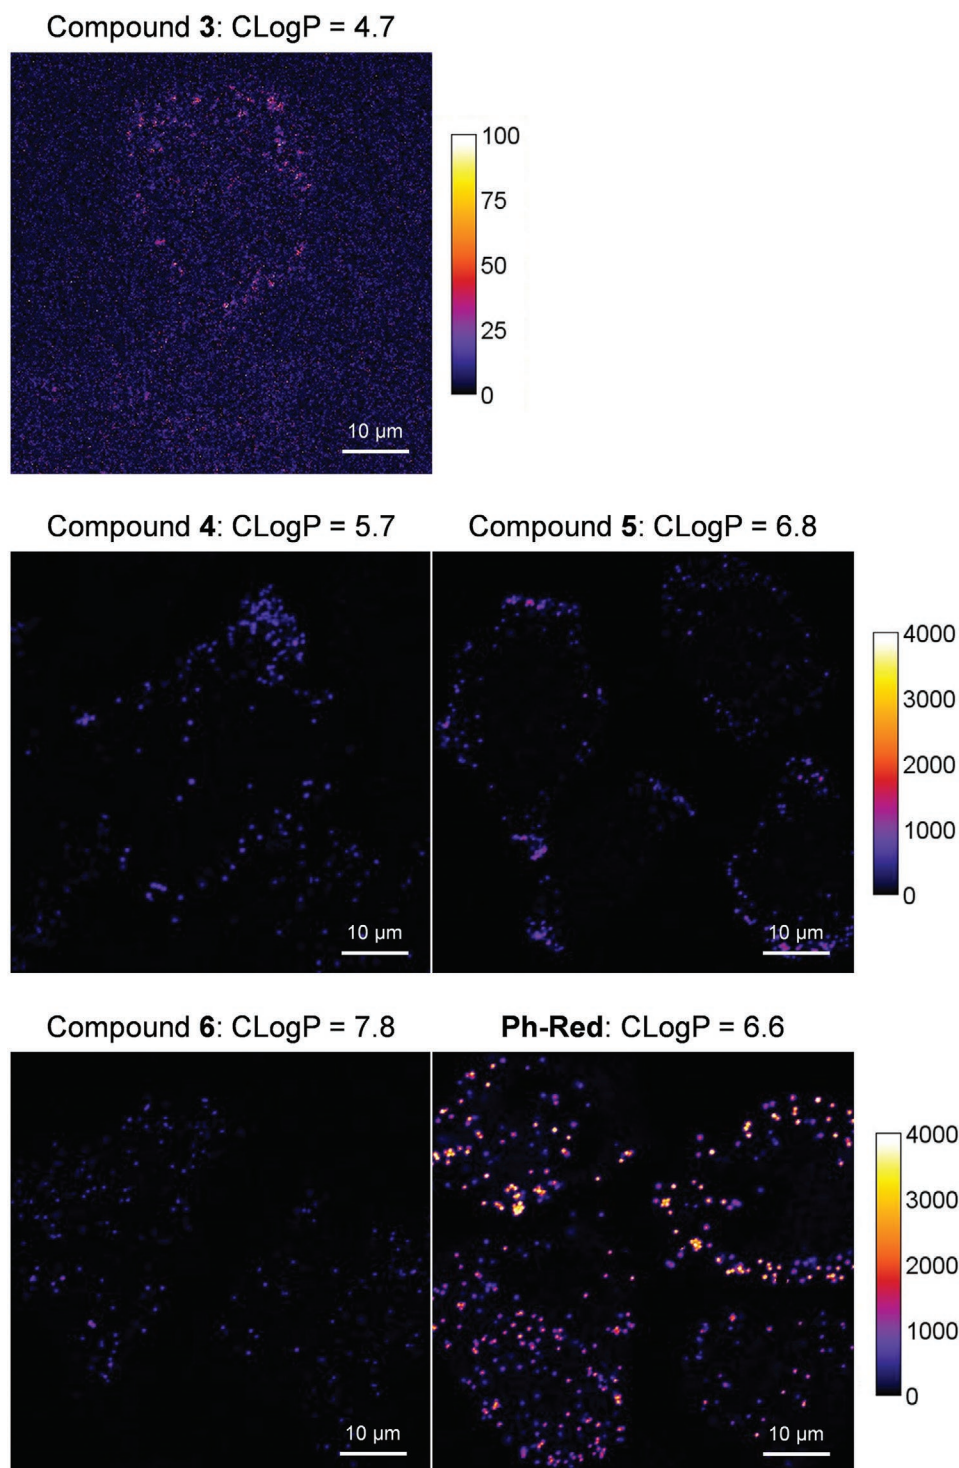 Compound 3: CLogP = 4.7
100
75
50
25
0
10 μm
Compound 4: CLogP = 5.7
Compound 5: CLogP = 6.8
4000
3000
2000
1000
0
10 μm
10 μm
Compound 6: CLogP = 7.8
Ph-Red: CLogP = 6.6
4000
3000
2000
1000
0
10 μm
10 μm